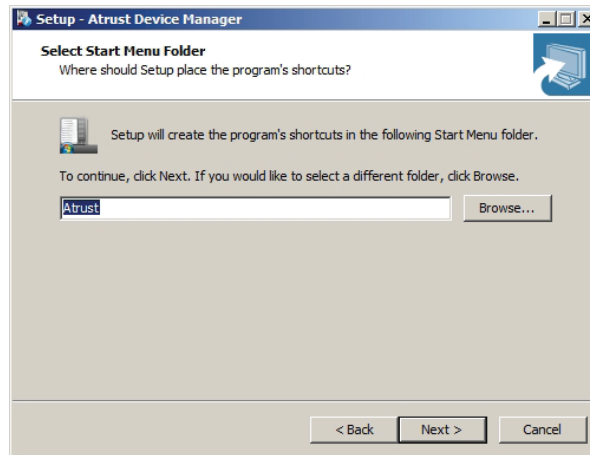 Setup - Atrust Device Manager
Select Start Menu Folder
Where should Setup place the program's shortcuts?
Setup will create the program's shortcuts in the following Start Menu folder.
To continue, click Next. If you would like to select a different folder, click Browse.
Atrust
Browse...
< Back
Next >
Cancel